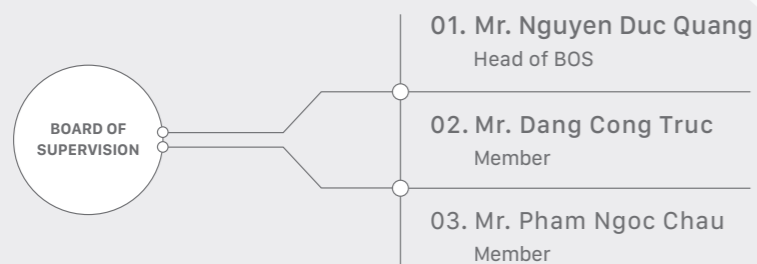 BOARD OF
SUPERVISION
01. Mr. Nguyen Duc Quang
Head of BOS
02. Mr. Dang Cong Truc
Member
03. Mr. Pham Ngoc Chau
Member